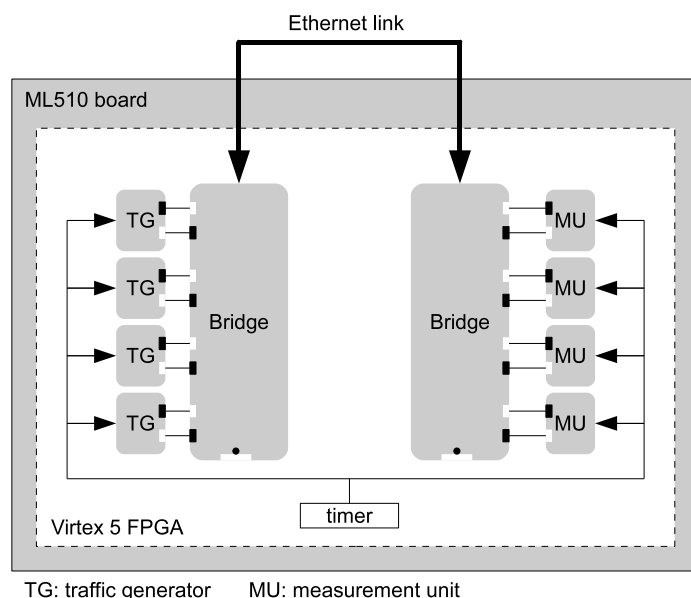 Ethernet link
ML510 board
TG
MU
TG
MU
Bridge
Bridge
TG
MU
TG
MU
timer
Virtex 5 FPGA
TG: traffic generator MU: measurement unit